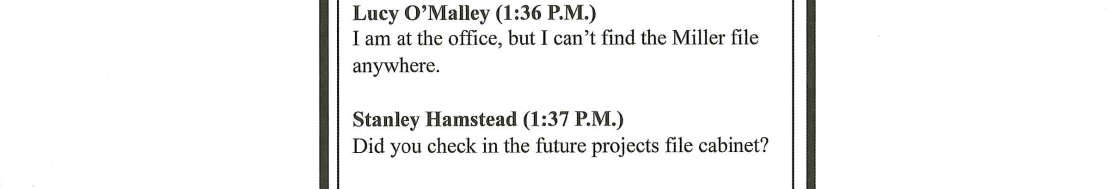 Lucy O’Malley (1:36 P.M.)
I am at the office, but I can’t find the Miller file
anywhere.
Stanley Hamstead (1:37 P.M.)
Did you check in the future projects file cabinet?